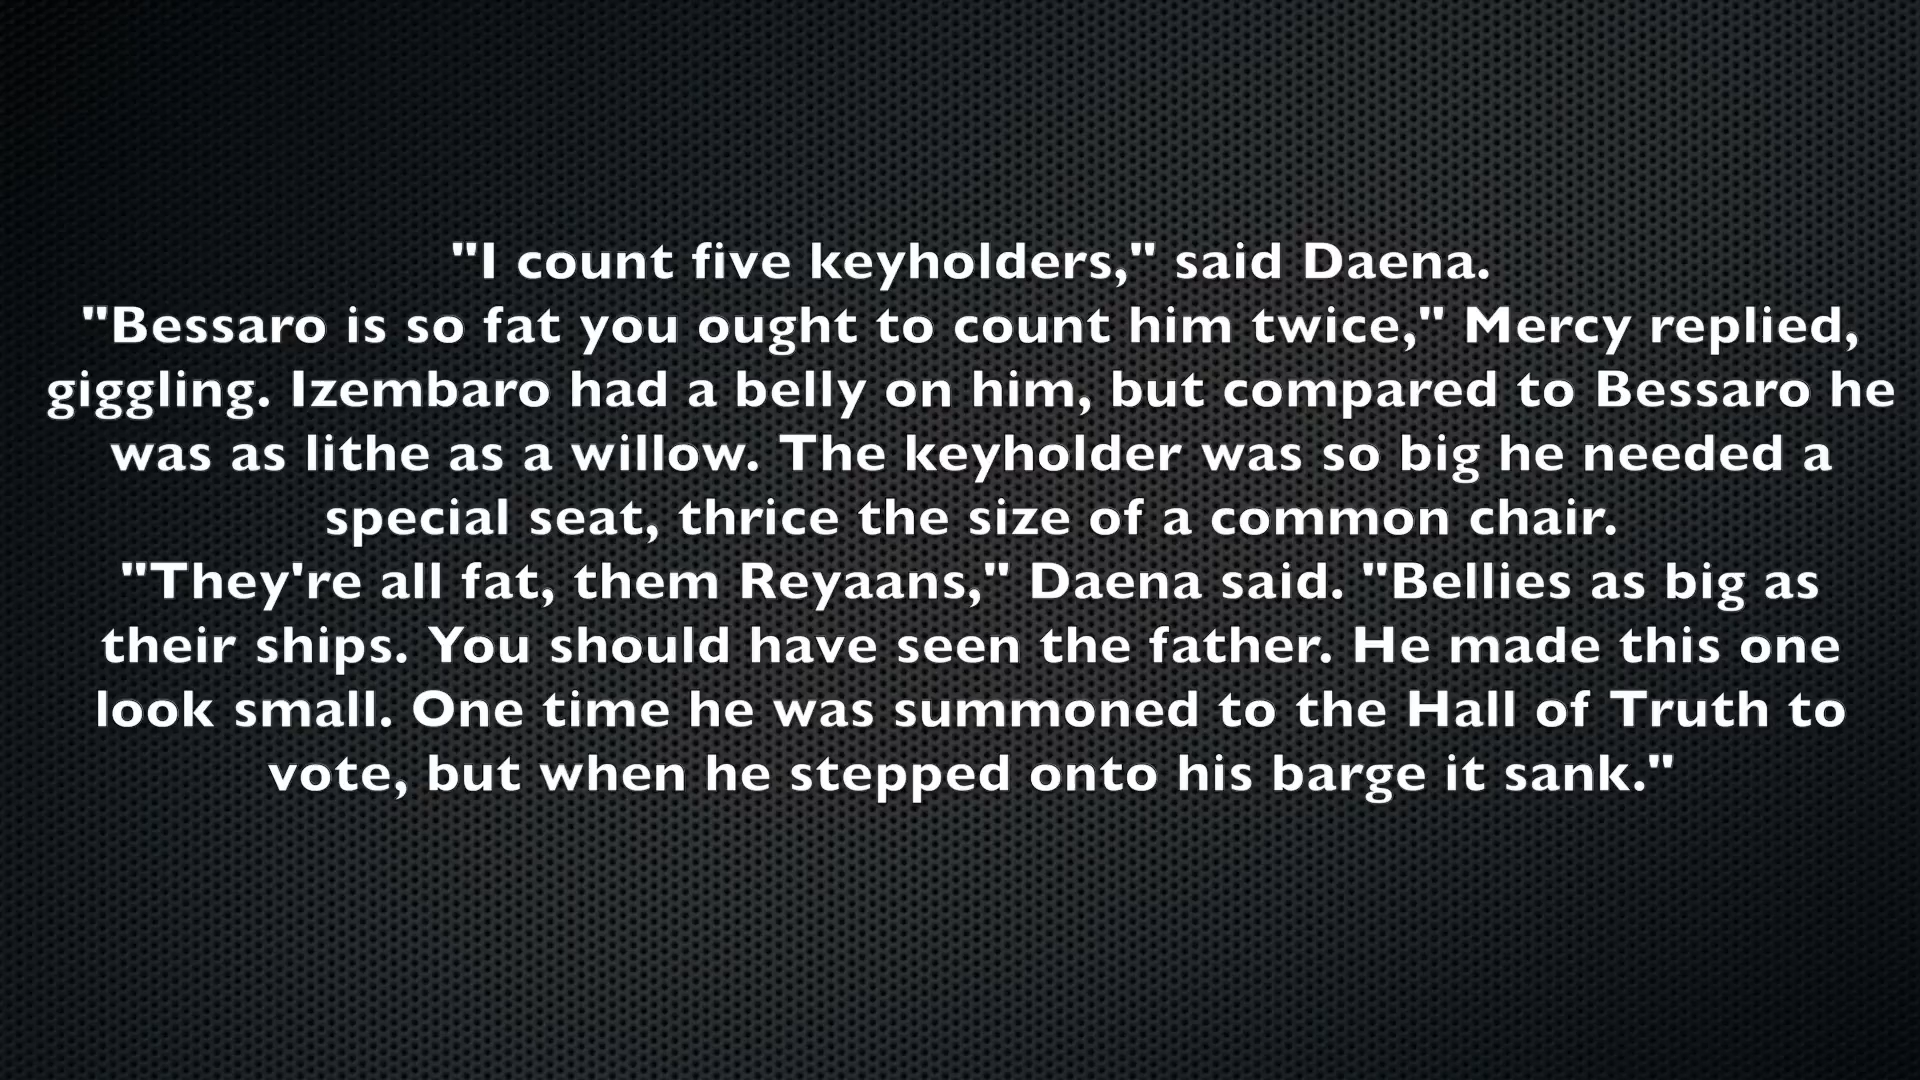 "I count five keyholders," said Daena.
"Bessaro is so fat you ought to count him twice," Mercy replied,
giggling. Izembaro had a belly on him, but compared to Bessaro he
was as lithe as a willow. The keyholder was so big he needed a
special seat, thrice the size of a common chair.
"They're all fat, them Reyaans," Daena said. "Bellies as big as
their ships. You should have seen the father. He made this one
look small. One time he was summoned to the Hall of Truth to
vote, but when he stepped onto his barge it sank."